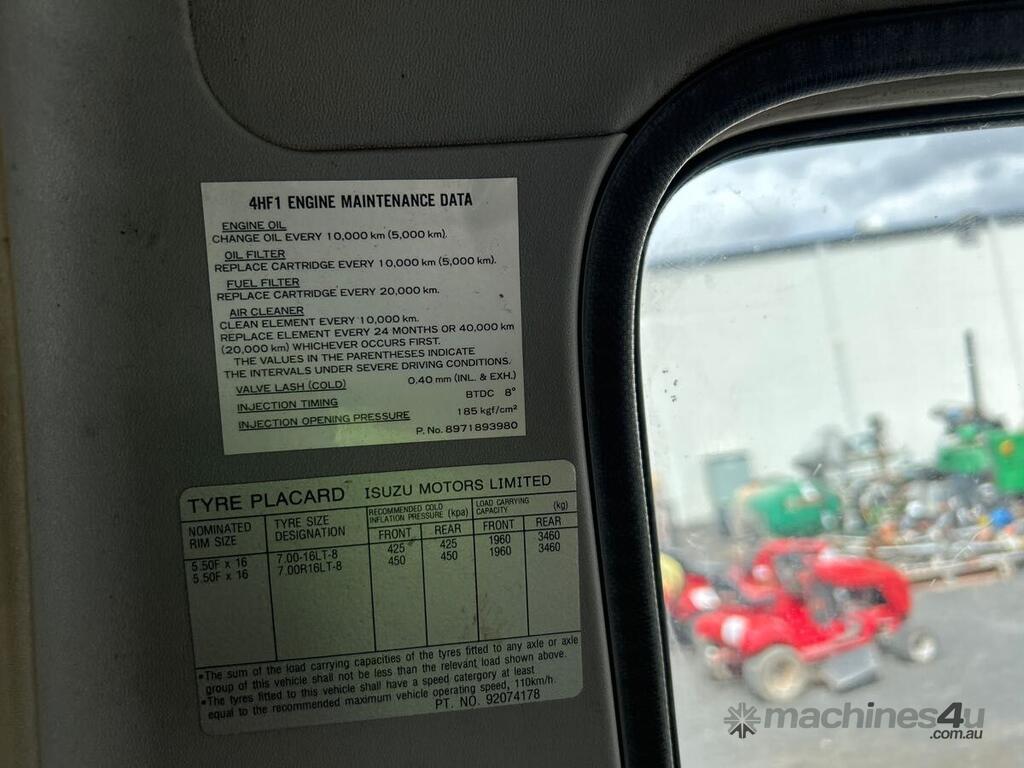 4HF1 ENGINE MAINTENANCE DATA
ENGINE OIL
CHANGE OIL EVERY 10,000 km (5,000 km).
OIL FILTER
REPLACE CARTRIDGE EVERY 10,000 km (5,000 km).
FUEL FILTER
REPLACE CARTRIDGE EVERY 20,000 km.
AIR CLEANER
CLEAN ELEMENT EVERY 10,000 km.
REPLACE ELEMENT EVERY 24 MONTHS OR 40,000 km
(20,000 km) WHICHEVER OCCURS FIRST.
THE VALUES IN THE PARENTHESES INDICATE
THE INTERVALS UNDER SEVERE DRIVING CONDITIONS.
VALVE LASH (COLD) 0.40 mm (INL. & EXH.)
INJECTION TIMING BTDC 8°
INJECTION OPENING PRESSURE 185 kgf/cm²
P. No. 8971893980
TYRE PLACARD ISUZU MOTORS LIMITED
NOMINATED RIM SIZE TYRE SIZE DESIGNATION RECOMMENDED COLD INFLATION PRESSURE (kpa) LOAD CARRYING CAPACITY (kg)
FRONT REAR FRONT REAR
5.50F x 16 7.00-16LT-8 425 425 1960 3460
5.50F x 16 7.00R16LT-8 450 450 1960 3460
•The sum of the load carrying capacities of the tyres fitted to any axle or axle
group of this vehicle shall not be less than the relevant load shown above.
•The tyres fitted to this vehicle shall have a speed catergory at least
equal to the recommended maximum vehicle operating speed, 110km/h.
PT. NO. 92074178
machines4u
.com.au